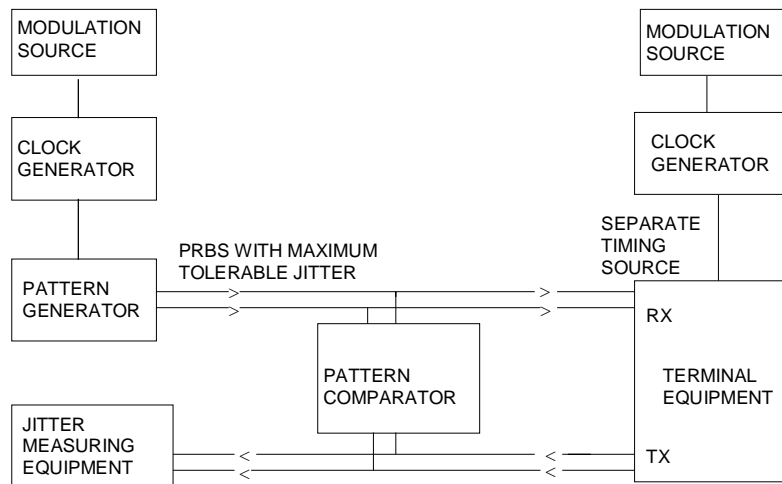 MODULATION
SOURCE
MODULATION
SOURCE
CLOCK
GENERATOR
CLOCK
GENERATOR
SEPARATE
TIMING
SOURCE
PRBS WITH MAXIMUM
TOLERABLE JITTER
PATTERN
GENERATOR
RX
PATTERN
COMPARATOR
TERMINAL
EQUIPMENT
JITTER
MEASURING
EQUIPMENT
TX